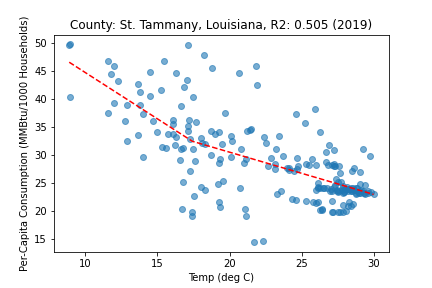 County: St. Tammany, Louisiana, R2: 0.505 (2019)
Per-Capita Consumption (MMBtu/1000 Households)
50
45
40
35
30
25
20
15
10 15 20 25 30
Temp (deg C)